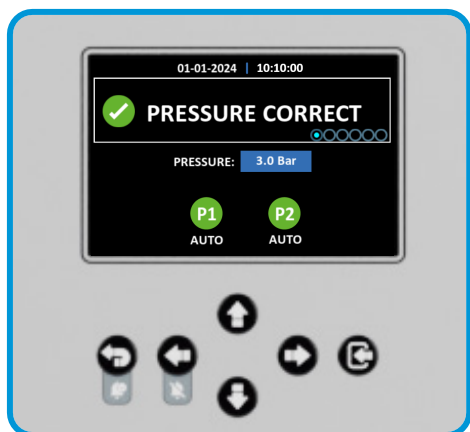 01-01-2024 | 10:10:00
PRESSURE CORRECT
PRESSURE: 3.0 Bar
P1 P2
AUTO AUTO